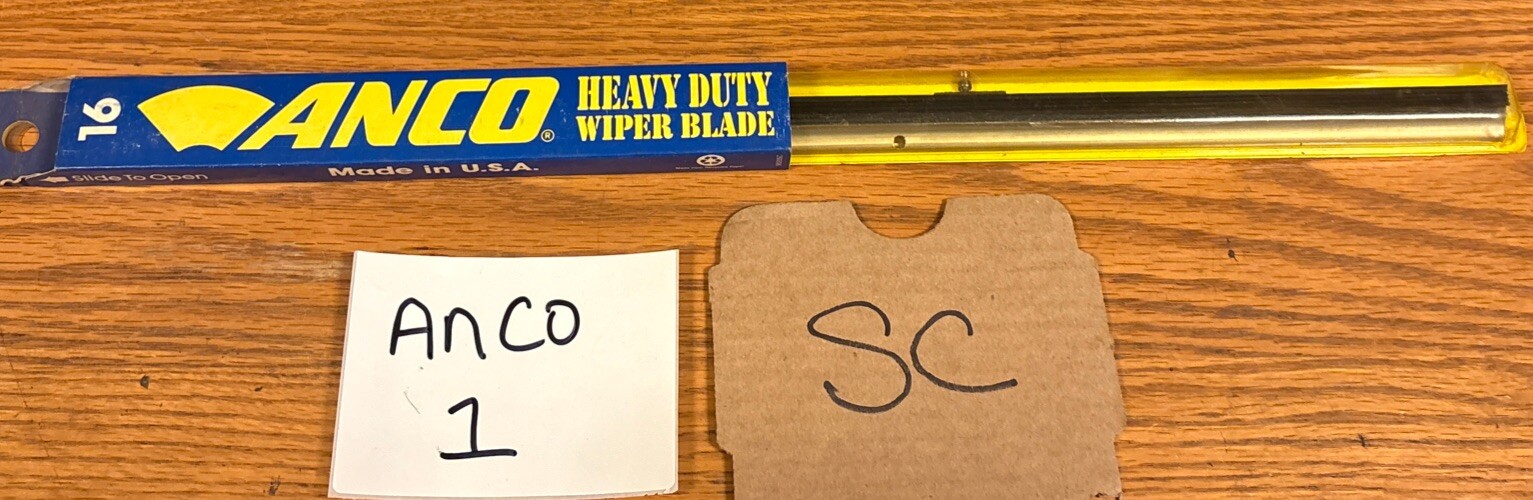 16
ANCO®
HEAVY DUTY
WIPER BLADE
Slide To Open
Made in U.S.A.
AnCO
1
SC